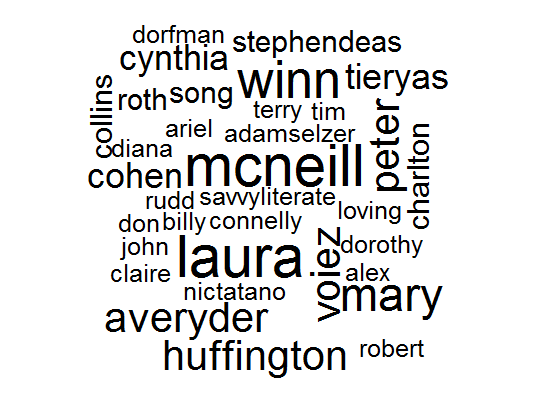 dorfman
stephendeas
cynthia
winn
tieryas
collins
roth
song
terry
tim
peter
ariel
adamselzer
charlton
diana
mcneill
cohen
rudd
savvyliterate
loving
don
billy
connelly
voiez
dorothy
john
laura
claire
alex
nictatano
mary
averyder
huffington
robert